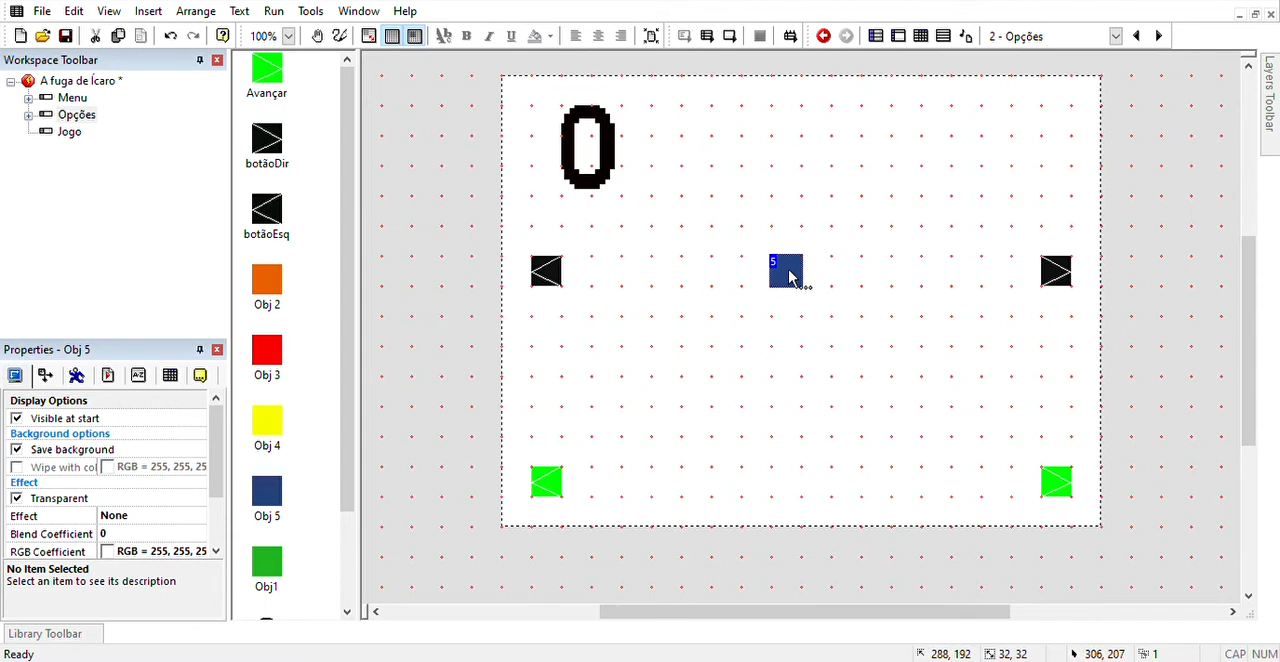 File Edit View Insert Arrange Text Run Tools Window Help
100% 2 - Opções
Workspace Toolbar
A fuga de Ícaro *
Menu
Opções
Jogo
Properties - Obj 5
Display Options
Visible at start
Background options
Save background
Wipe with col RGB = 255, 255, 25
Effect
Transparent
Effect None
Blend Coefficient 0
RGB Coefficient RGB = 255, 255, 25
No Item Selected
Select an item to see its description
Library Toolbar
Avançar
botãoDir
botãoEsq
Obj 2
Obj 3
Obj 4
Obj 5
Obj1
0
5
Layers Toolbar
Ready 288, 192 32, 32 306, 207 1 CAP NUM